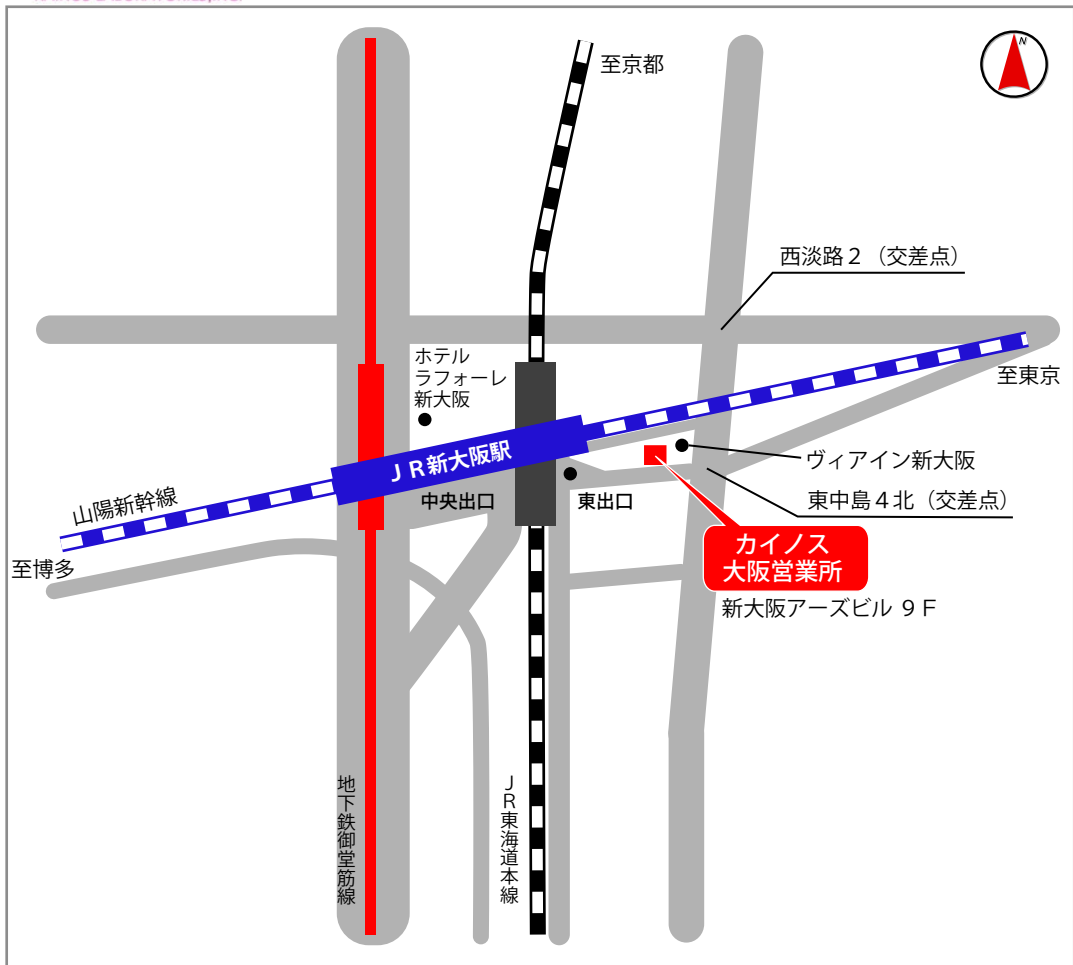 N
至京都
西淡路２（交差点）
ホテル
ラフォーレ
新大阪
至東京
ＪＲ新大阪駅
ヴィアイン新大阪
中央出口
東出口
東中島４北（交差点）
山陽新幹線
至博多
カイノス
大阪営業所
新大阪アーズビル ９Ｆ
地下鉄御堂筋線
ＪＲ東海道本線